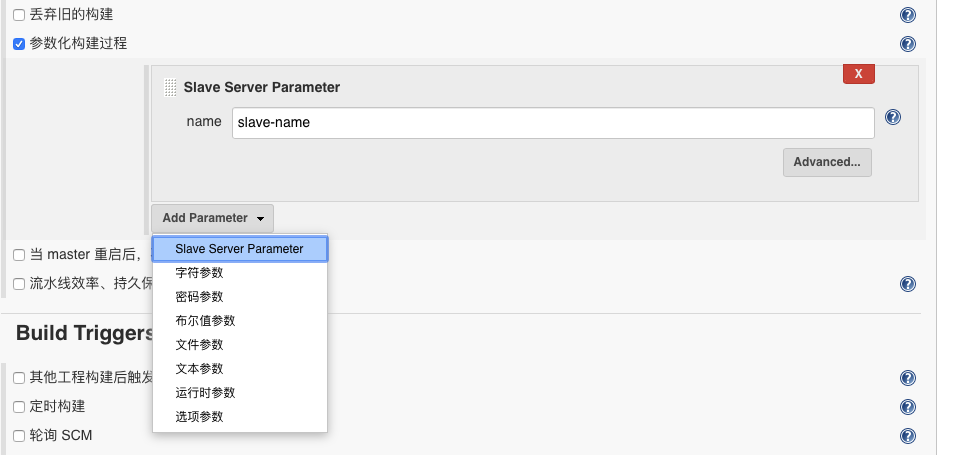 丢弃旧的构建
参数化构建过程
X
Slave Server Parameter
name slave-name
Advanced...
Add Parameter
Slave Server Parameter
当 master 重启后,
字符参数
流水线效率、持久保
密码参数
布尔值参数
Build Triggers
文件参数
文本参数
其他工程构建后触发
运行时参数
定时构建
选项参数
轮询 SCM